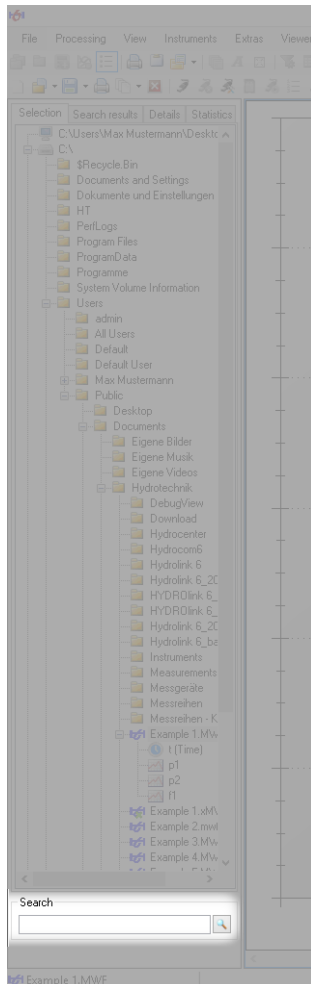 File Processing View Instruments Extras Viewer
Selection Search results Details Statistics
C:\Users\Max Mustermann\Deskto
C:\
$Recycle.Bin
Documents and Settings
Dokumente und Einstellungen
HT
PerfLogs
Program Files
ProgramData
Programme
System Volume Information
Users
admin
All Users
Default
Default User
Max Mustermann
Public
Desktop
Documents
Eigene Bilder
Eigene Musik
Eigene Videos
Hydrotechnik
DebugView
Download
Hydrocenter
Hydrocom6
Hydrolink 6
Hydrolink 6_20
HYDROlink 6_
HYDROlink 6_
Hydrolink 6_20
Hydrolink 6_ba
Instruments
Measurements
Messgeräte
Messreihen
Messreihen - K
Example 1.MW
t (Time)
p1
p2
f1
Example 1.xM
Example 2.mwf
Example 3.MW
Example 4.MW
Search
Example 1.MWF